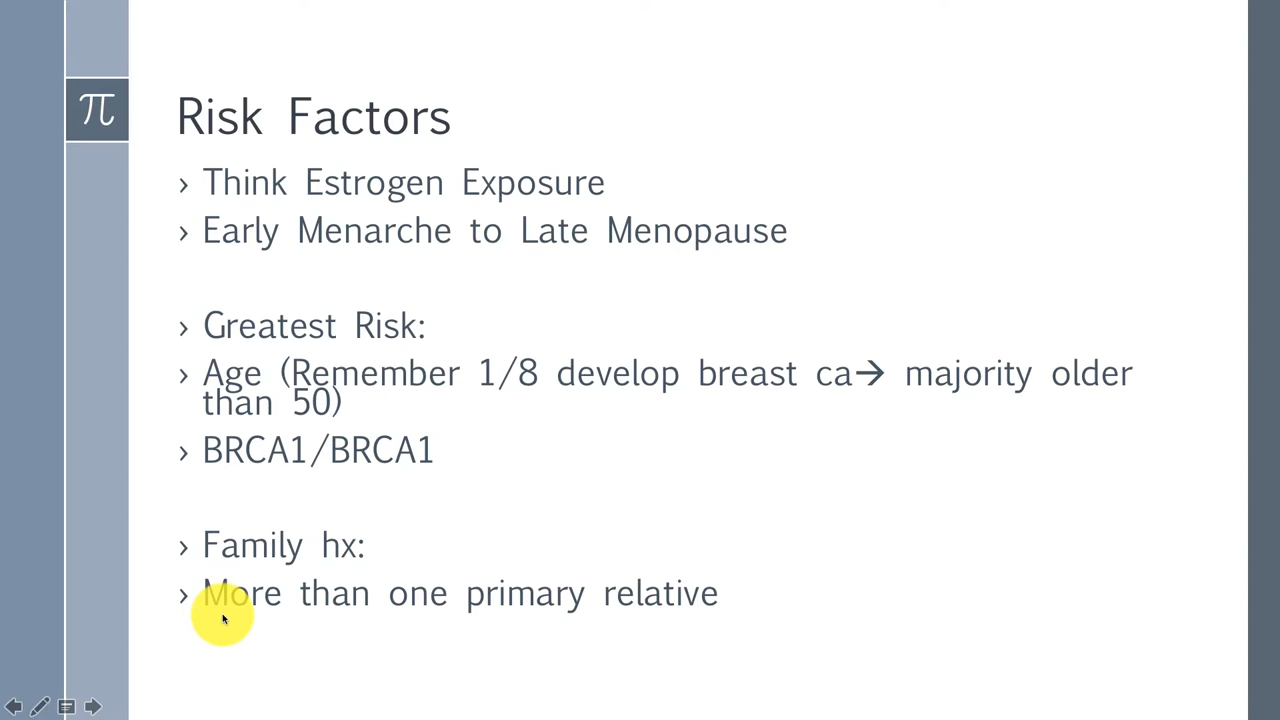 π
Risk Factors
› Think Estrogen Exposure
› Early Menarche to Late Menopause
› Greatest Risk:
› Age (Remember 1/8 develop breast ca→ majority older
than 50)
› BRCA1/BRCA1
› Family hx:
› More than one primary relative